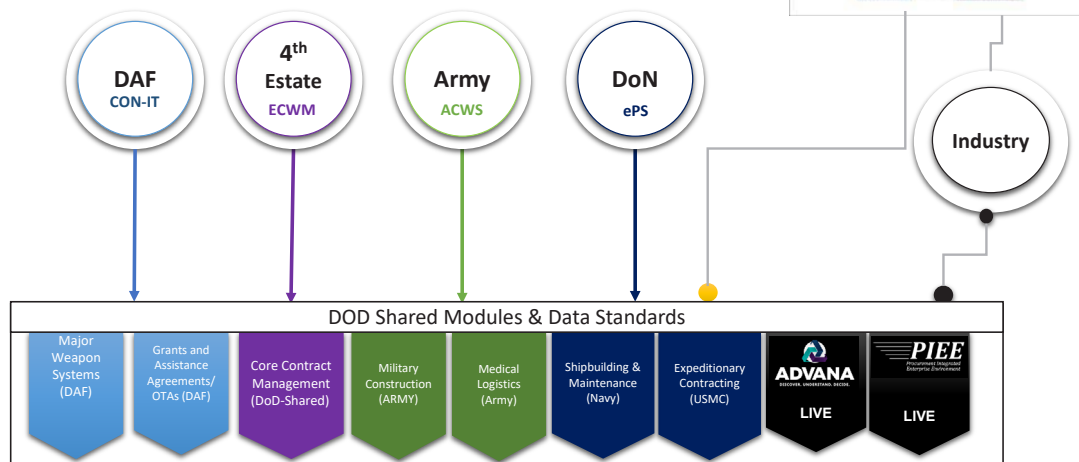 DAF
CON-IT
4th
Estate
ECWM
Army
ACWS
DoN
ePS
Industry
DOD Shared Modules & Data Standards
Major
Weapon
Systems
(DAF)
Grants and
Assistance
Agreements/
OTAs (DAF)
Core Contract
Management
(DoD-Shared)
Military
Construction
(ARMY)
Medical
Logistics
(Army)
Shipbuilding &
Maintenance
(Navy)
Expeditionary
Contracting
(USMC)
ADVANA
DISCOVER. UNDERSTAND. DECIDE.
LIVE
PIEE
Procurement Integrated
Enterprise Environment
LIVE